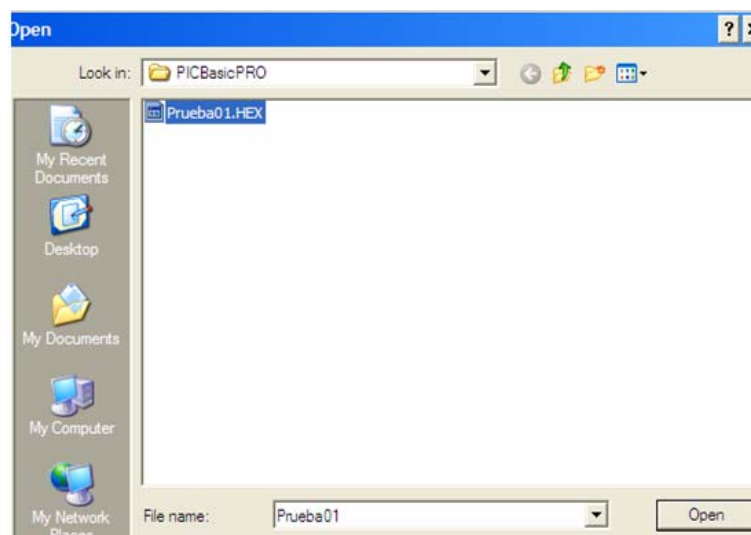 Open
?
Look in:
PICBasicPRO
Prueba01.HEX
My Recent
Documents
Desktop
My Documents
My Computer
My Network
Places
File name:
Prueba01
Open